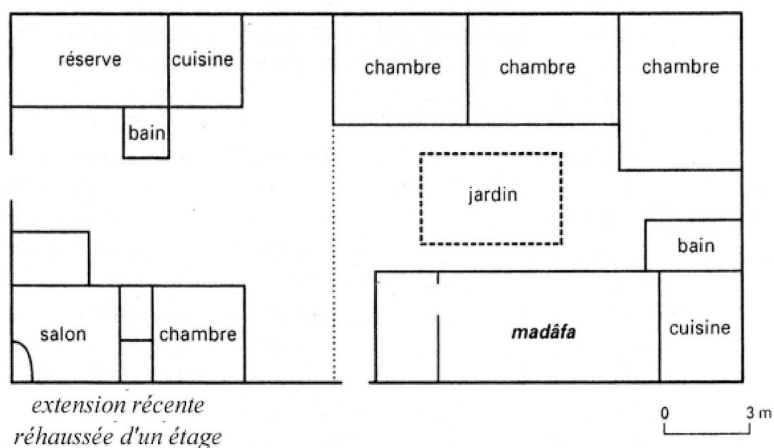 réserve
cuisine
chambre
chambre
chambre
bain
jardin
bain
salon
chambre
madâfa
cuisine
extension récente
réhaussée d'un étage
0 3 m